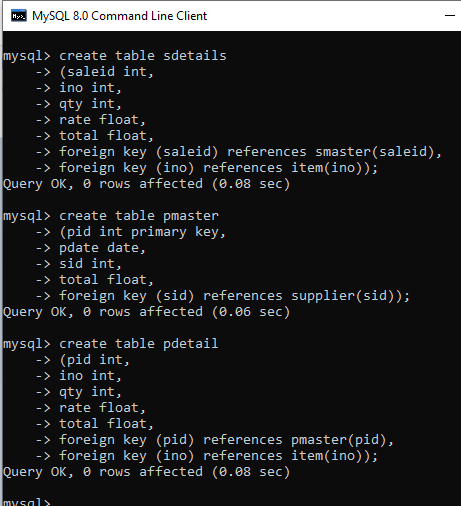 MySQL 8.0 Command Line Client
mysql> create table sdetails
-> (saleid int,
-> ino int,
-> qty int,
-> rate float,
-> total float,
-> foreign key (saleid) references smaster(saleid),
-> foreign key (ino) references item(ino));
Query OK, 0 rows affected (0.08 sec)
mysql> create table pmaster
-> (pid int primary key,
-> pdate date,
-> sid int,
-> total float,
-> foreign key (sid) references supplier(sid));
Query OK, 0 rows affected (0.06 sec)
mysql> create table pdetail
-> (pid int,
-> ino int,
-> qty int,
-> rate float,
-> total float,
-> foreign key (pid) references pmaster(pid),
-> foreign key (ino) references item(ino));
Query OK, 0 rows affected (0.08 sec)
mysql>